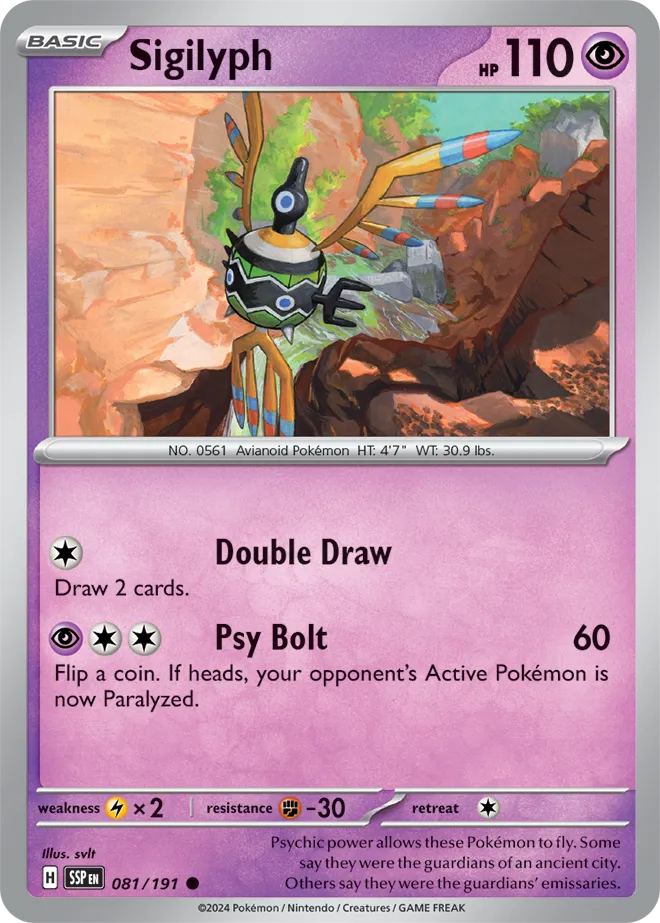 BASIC
Sigilyph
HP 110
NO. 0561 Avianoid Pokémon HT: 4'7" WT: 30.9 lbs.
Double Draw
Draw 2 cards.
Psy Bolt 60
Flip a coin. If heads, your opponent's Active Pokémon is
now Paralyzed.
weakness ×2 resistance -30 retreat
Illus. svlt
Psychic power allows these Pokémon to fly. Some
say they were the guardians of an ancient city.
Others say they were the guardians' emissaries.
H SSP EN 081/191
©2024 Pokémon / Nintendo / Creatures / GAME FREAK